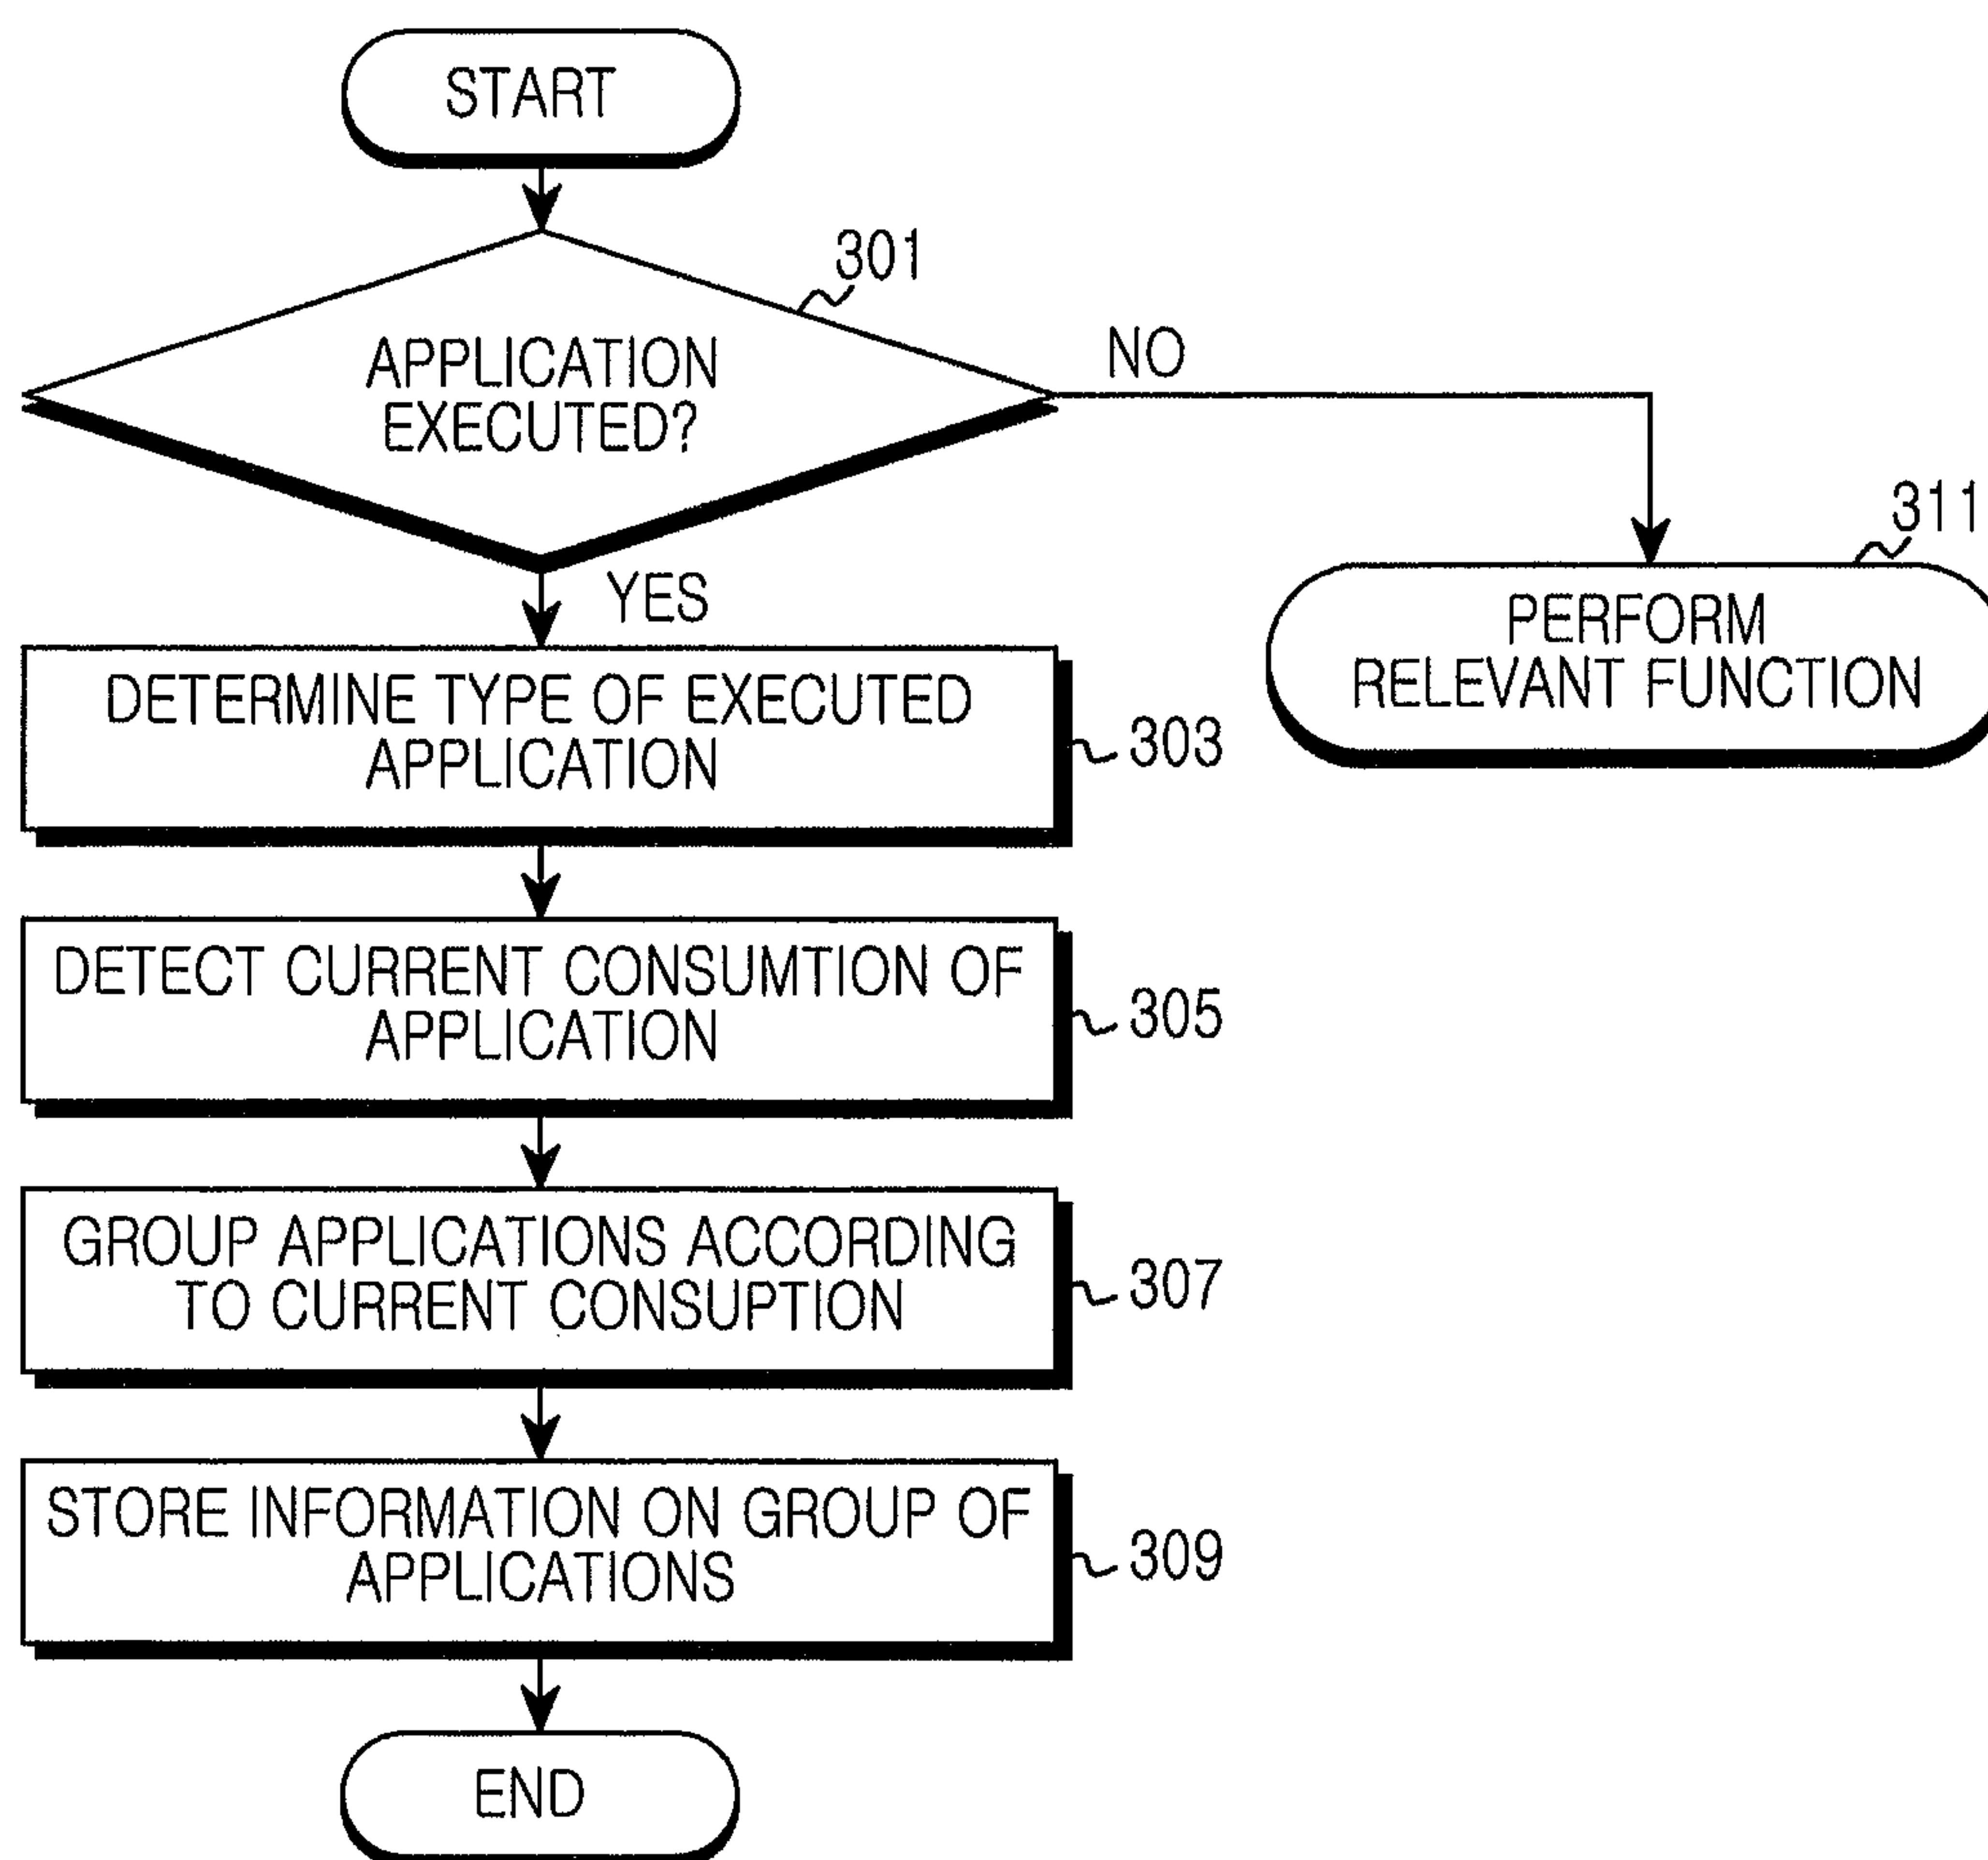 START
301
APPLICATION
EXECUTED?
NO
YES
311
PERFORM
RELEVANT FUNCTION
DETERMINE TYPE OF EXECUTED
APPLICATION
303
DETECT CURRENT CONSUMTION OF
APPLICATION
305
GROUP APPLICATIONS ACCORDING
TO CURRENT CONSUPTION
307
STORE INFORMATION ON GROUP OF
APPLICATIONS
309
END